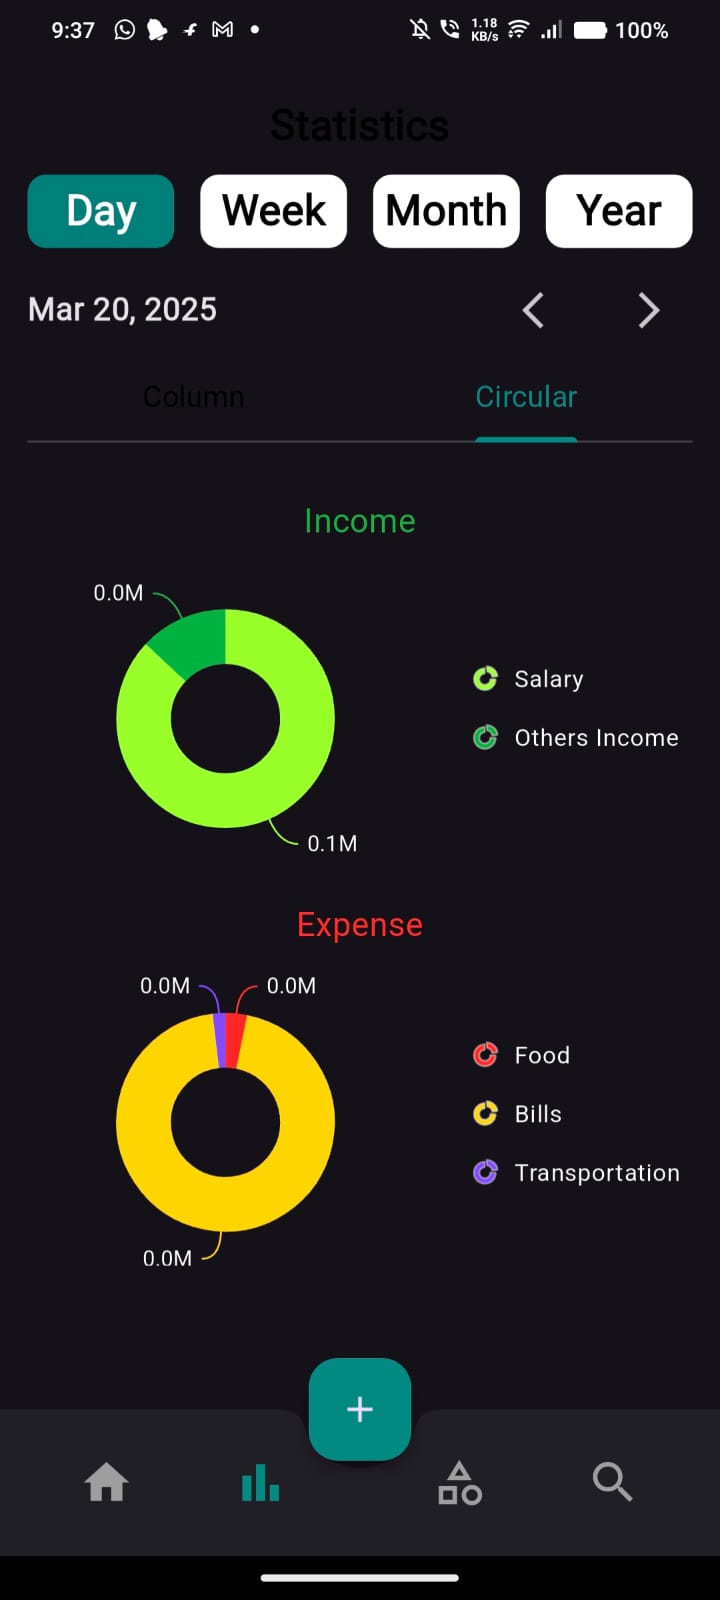 9:37 1.18 KB/s 100%
Statistics
Day Week Month Year
Mar 20, 2025
Column Circular
Income
0.0M
Salary
Others Income
0.1M
Expense
0.0M 0.0M
Food
Bills
Transportation
0.0M